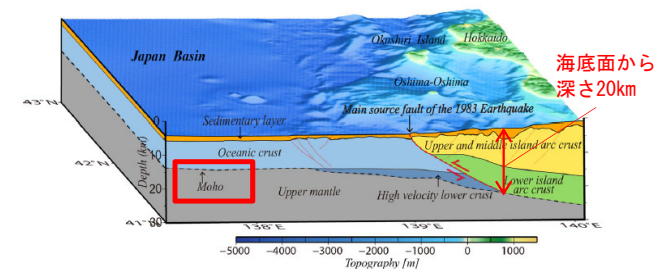 Okushiri Island
Hokkaido
Japan Basin
海底面から
深さ20km
Oshima-Oshima
43°N
Main source fault of the 1983 Earthquake
Sedimentary layer
0
Upper and middle island arc crust
Oceanic crust
10
42°N
Depth (km)
Moho
Upper mantle
Lower island
arc crust
20
High velocity lower crust
41°N
30
138°E
139°E
140°E
-5000 -4000 -3000 -2000 -1000 0 1000
Topography [m]